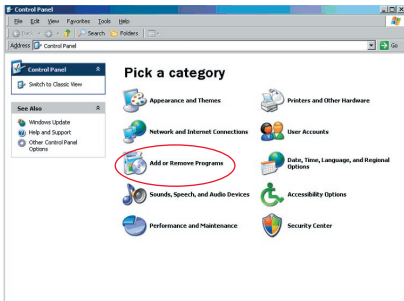 Control Panel
File Edit View Favorites Tools Help
Back Search Folders
Address Control Panel Go
Control Panel
Switch to Classic View
See Also
Windows Update
Help and Support
Other Control Panel
Options
Pick a category
Appearance and Themes
Printers and Other Hardware
Network and Internet Connections
User Accounts
Add or Remove Programs
Date, Time, Language, and Regional
Options
Sounds, Speech, and Audio Devices
Accessibility Options
Performance and Maintenance
Security Center